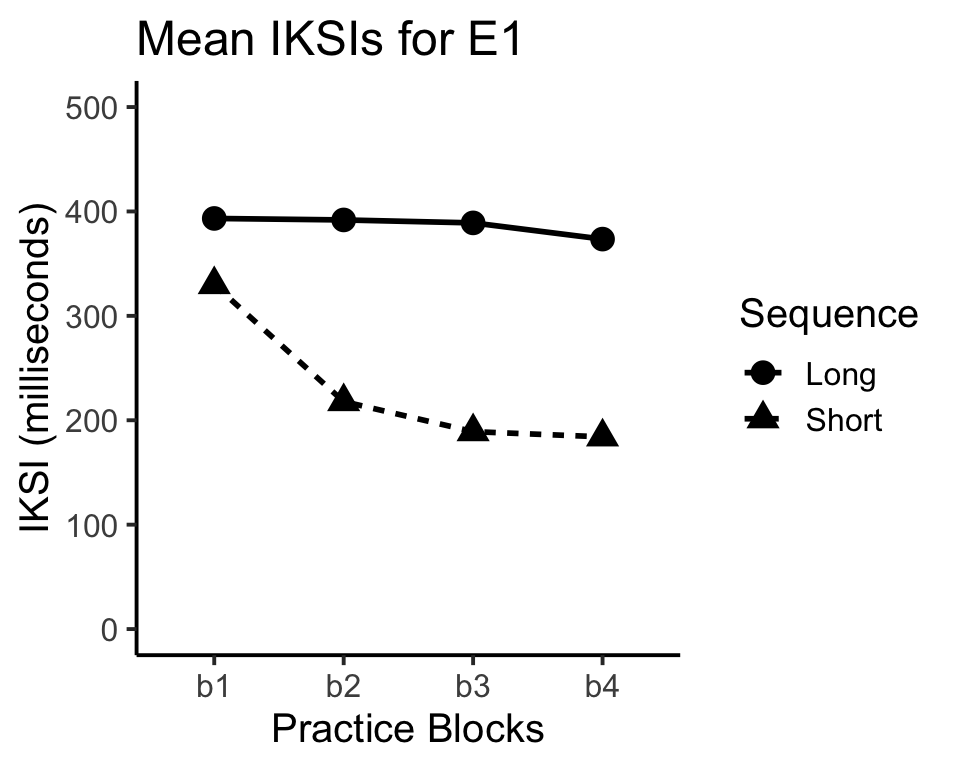 Mean IKSIs for E1
500
400
300
200
100
0
IKSI (milliseconds)
b1 b2 b3 b4
Practice Blocks
Sequence
Long
Short